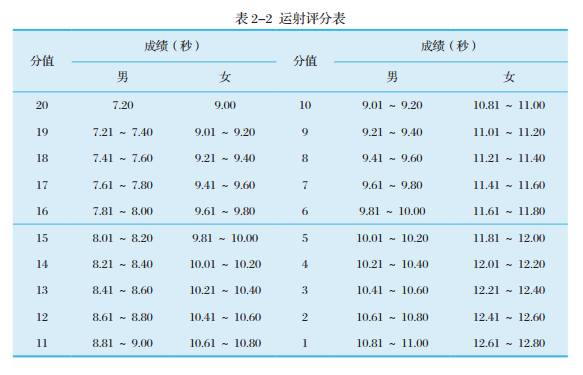 表 2–2 运射评分表
分值 成绩（秒） 分值 成绩（秒）
男 女 男 女
20 7.20 9.00 10 9.01 ~ 9.20 10.81 ~ 11.00
19 7.21 ~ 7.40 9.01 ~ 9.20 9 9.21 ~ 9.40 11.01 ~ 11.20
18 7.41 ~ 7.60 9.21 ~ 9.40 8 9.41 ~ 9.60 11.21 ~ 11.40
17 7.61 ~ 7.80 9.41 ~ 9.60 7 9.61 ~ 9.80 11.41 ~ 11.60
16 7.81 ~ 8.00 9.61 ~ 9.80 6 9.81 ~ 10.00 11.61 ~ 11.80
15 8.01 ~ 8.20 9.81 ~ 10.00 5 10.01 ~ 10.20 11.81 ~ 12.00
14 8.21 ~ 8.40 10.01 ~ 10.20 4 10.21 ~ 10.40 12.01 ~ 12.20
13 8.41 ~ 8.60 10.21 ~ 10.40 3 10.41 ~ 10.60 12.21 ~ 12.40
12 8.61 ~ 8.80 10.41 ~ 10.60 2 10.61 ~ 10.80 12.41 ~ 12.60
11 8.81 ~ 9.00 10.61 ~ 10.80 1 10.81 ~ 11.00 12.61 ~ 12.80